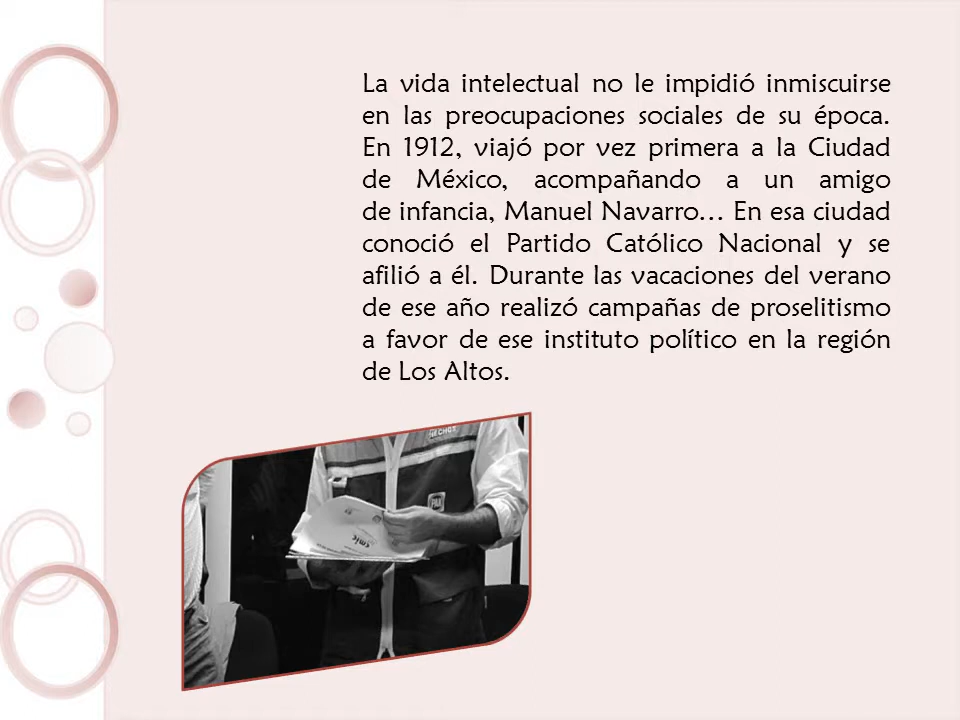 La vida intelectual no le impidió inmiscuirse
en las preocupaciones sociales de su época.
En 1912, viajó por vez primera a la Ciudad
de México, acompañando a un amigo
de infancia, Manuel Navarro… En esa ciudad
conoció el Partido Católico Nacional y se
afilió a él. Durante las vacaciones del verano
de ese año realizó campañas de proselitismo
a favor de ese instituto político en la región
de Los Altos.
PAN
cmic